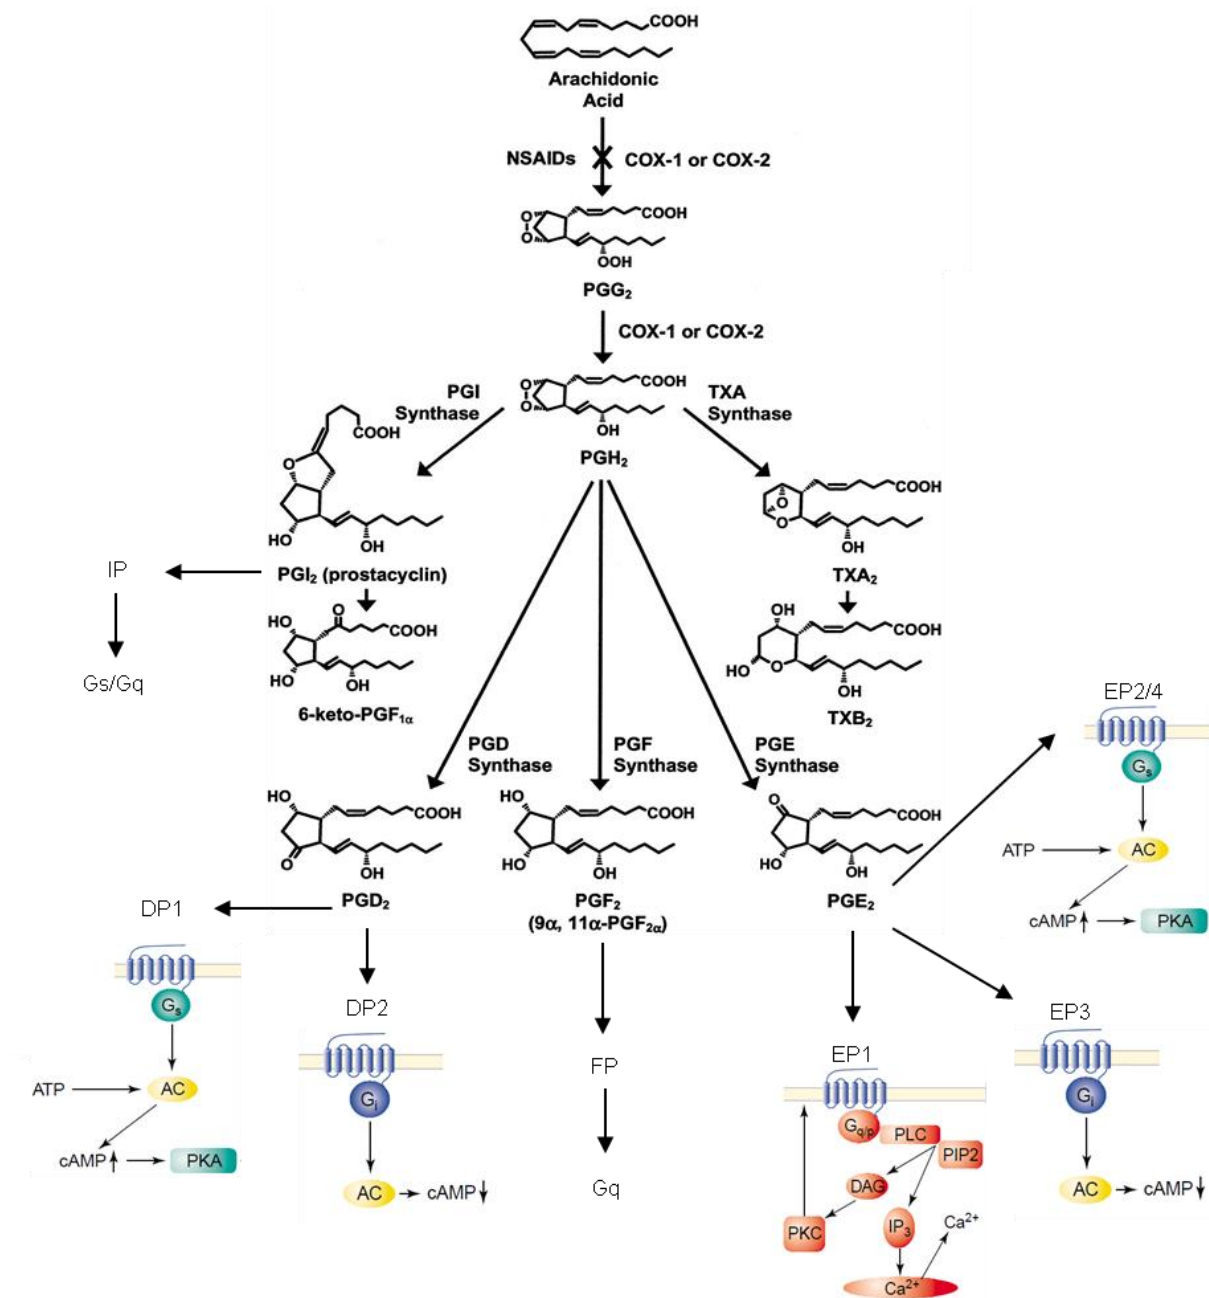 COOH
Arachidonic
Acid
NSAIDs
COX-1 or COX-2
O
O
COOH
OOH
PGG₂
COX-1 or COX-2
PGI
Synthase
O
O
COOH
OH
PGH₂
TXA
Synthase
COOH
O
HO
OH
PGI₂ (prostacyclin)
COOH
O
O
OH
TXA₂
IP
Gs/Gq
HO
O
COOH
HO
OH
6-keto-PGF₁α
OH
COOH
HO
O
OH
TXB₂
PGD
Synthase
PGF
Synthase
PGE
Synthase
HO
COOH
O
OH
PGD₂
HO
COOH
HO
OH
PGF₂
(9α, 11α-PGF₂α)
O
COOH
HO
OH
PGE₂
EP2/4
Gs
ATP
AC
cAMP
PKA
DP1
Gs
ATP
AC
cAMP
PKA
DP2
Gi
AC
cAMP
FP
Gq
EP1
Gq/p
PLC
PIP2
DAG
PKC
IP₃
Ca²⁺
Ca²⁺
EP3
Gi
AC
cAMP